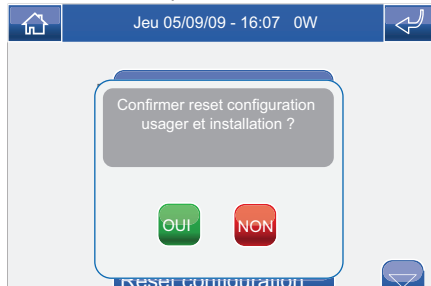 Jeu 05/09/09 - 16:07 0W
Confirmer reset configuration
usager et installation ?
OUI NON
Reset configuration